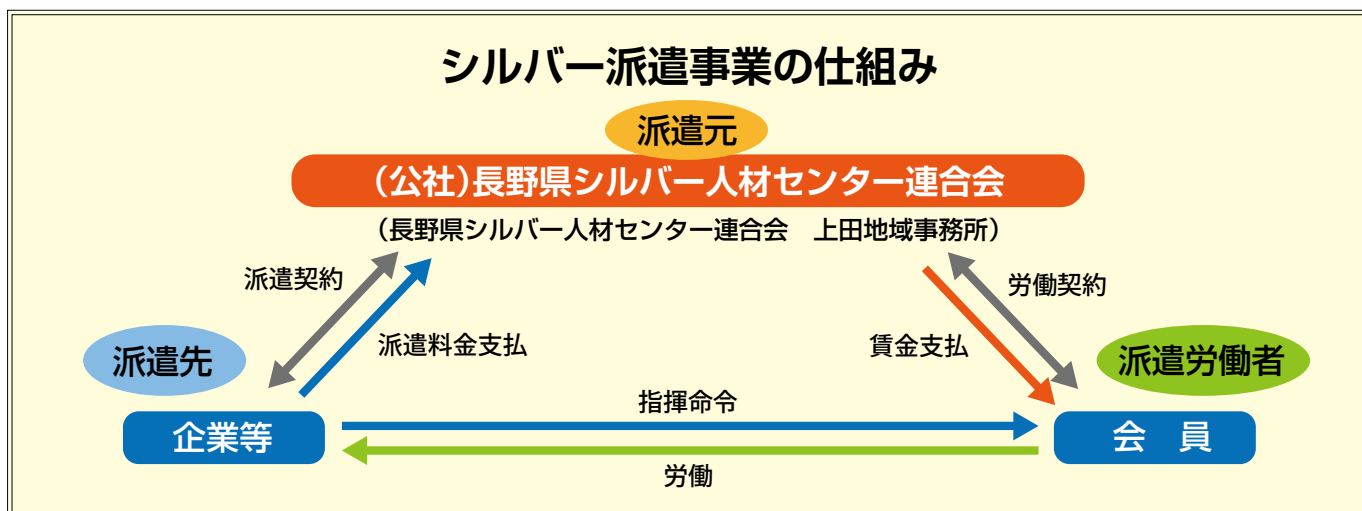 シルバー派遣事業の仕組み
派遣元
(公社)長野県シルバー人材センター連合会
(長野県シルバー人材センター連合会　上田地域事務所)
派遣契約
労働契約
派遣料金支払
賃金支払
派遣先
派遣労働者
指揮命令
企業等
会　員
労働